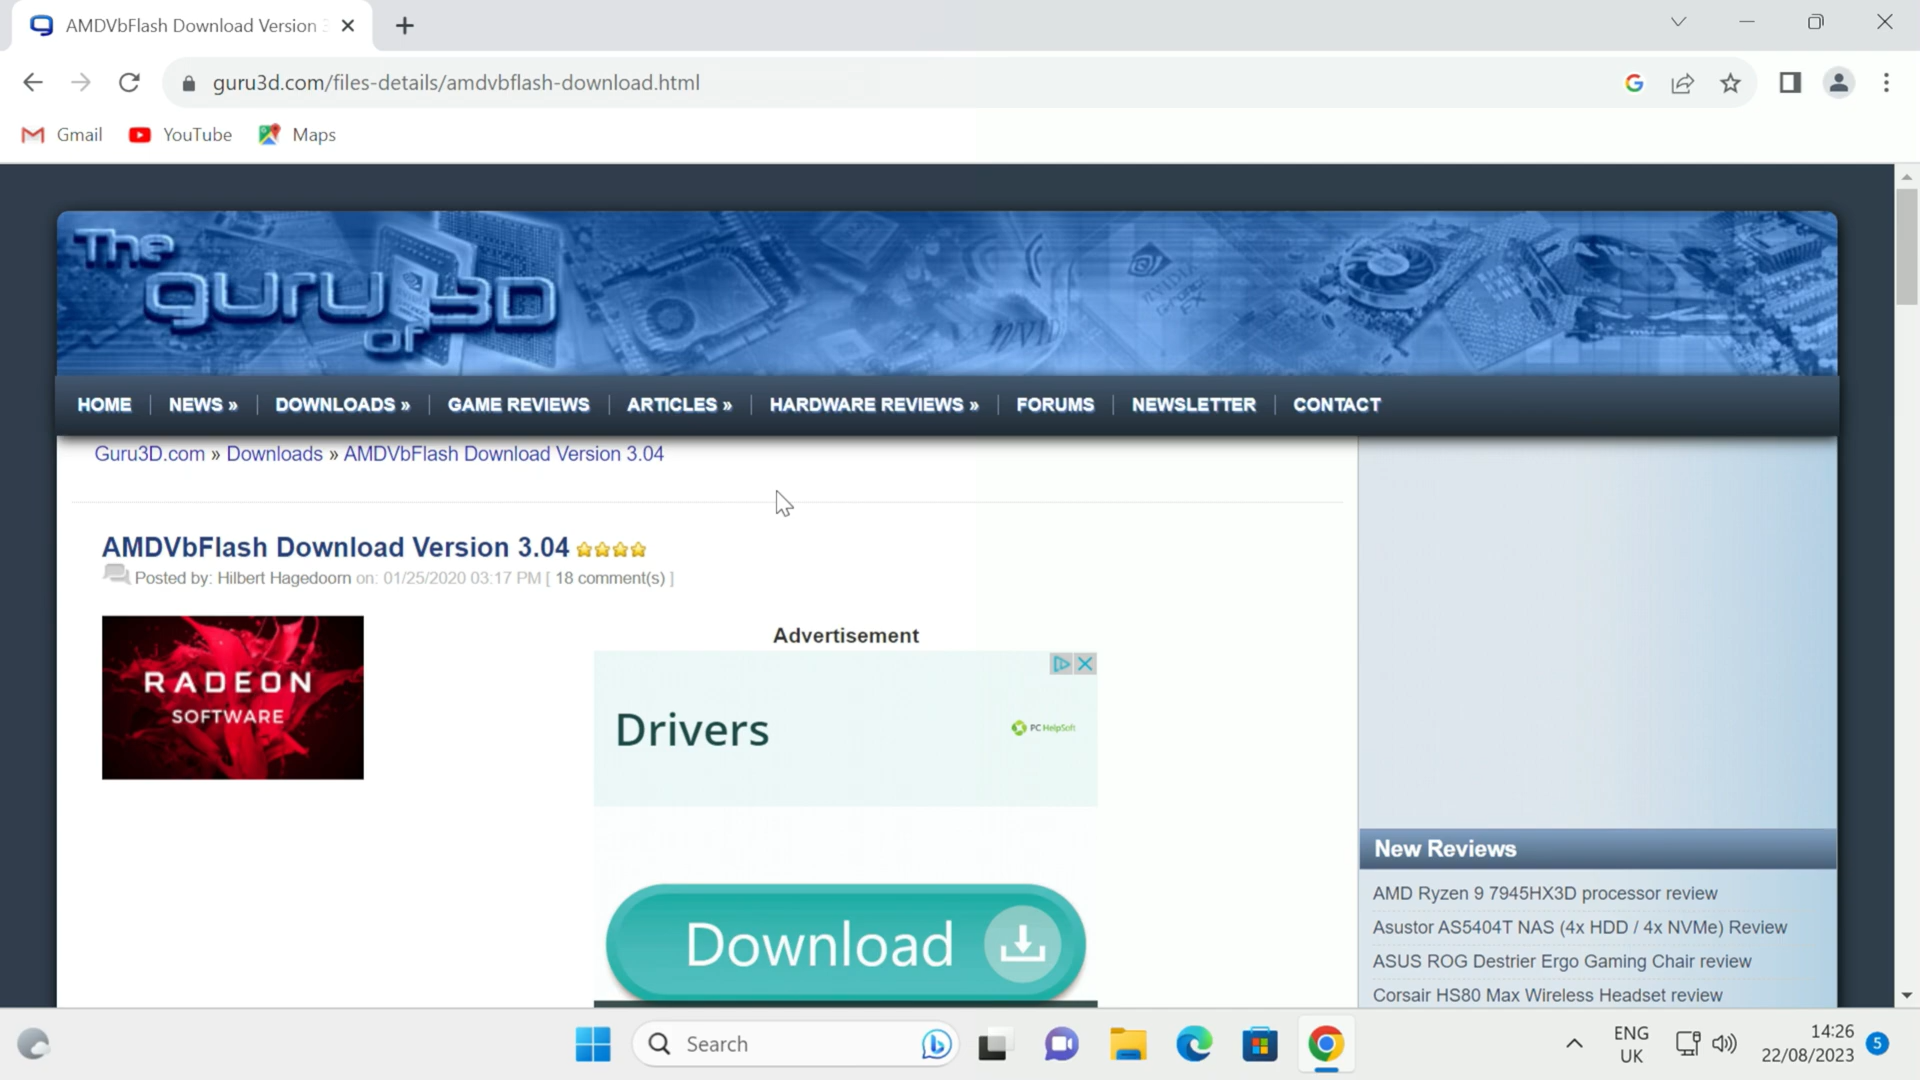 AMDVbFlash Download Version 3
guru3d.com/files-details/amdvbflash-download.html
Gmail YouTube Maps
The
guru 3D
of
HOME NEWS » DOWNLOADS » GAME REVIEWS ARTICLES » HARDWARE REVIEWS » FORUMS NEWSLETTER CONTACT
Guru3D.com » Downloads » AMDVbFlash Download Version 3.04
AMDVbFlash Download Version 3.04
Posted by: Hilbert Hagedoorn on: 01/25/2020 03:17 PM [ 18 comment(s) ]
RADEON
SOFTWARE
Advertisement
Drivers
PC HelpSoft
Download
New Reviews
AMD Ryzen 9 7945HX3D processor review
Asustor AS5404T NAS (4x HDD / 4x NVMe) Review
ASUS ROG Destrier Ergo Gaming Chair review
Corsair HS80 Max Wireless Headset review
Search
ENG
UK
14:26
22/08/2023
5